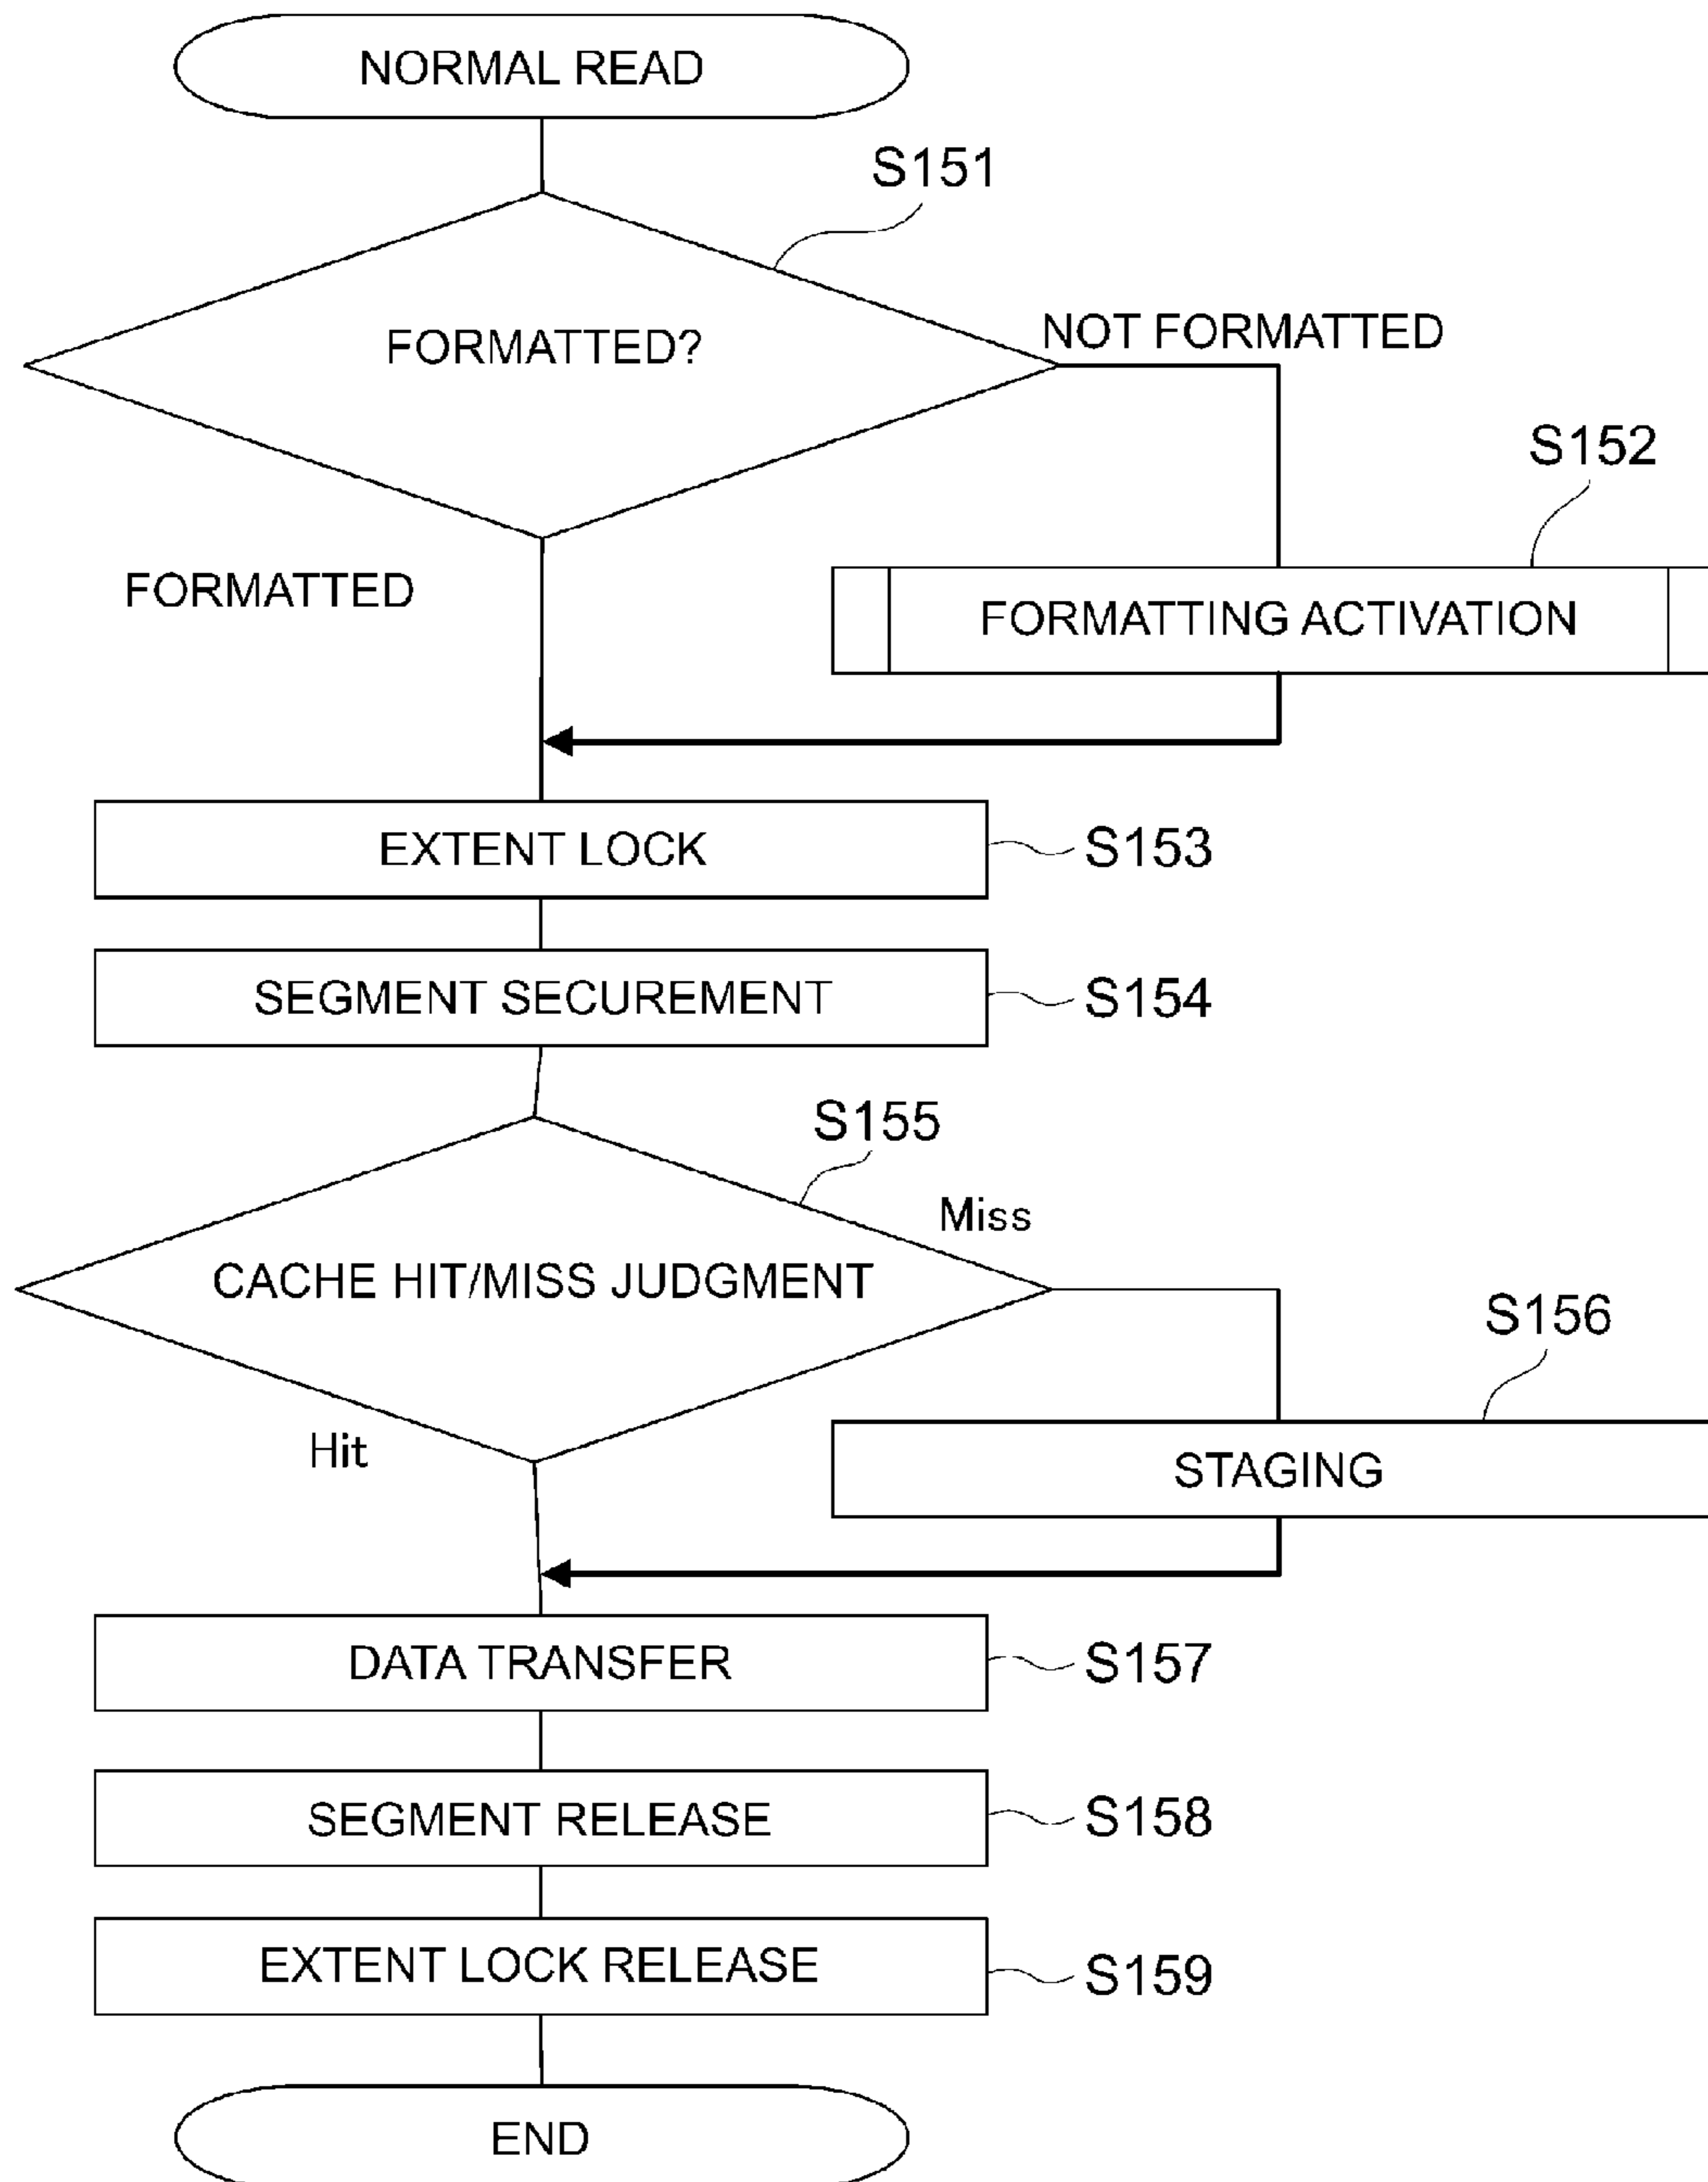 NORMAL READ
S151
FORMATTED?
NOT FORMATTED
S152
FORMATTED
FORMATTING ACTIVATION
EXTENT LOCK
S153
SEGMENT SECUREMENT
S154
S155
Miss
CACHE HIT/MISS JUDGMENT
S156
Hit
STAGING
DATA TRANSFER
S157
SEGMENT RELEASE
S158
EXTENT LOCK RELEASE
S159
END